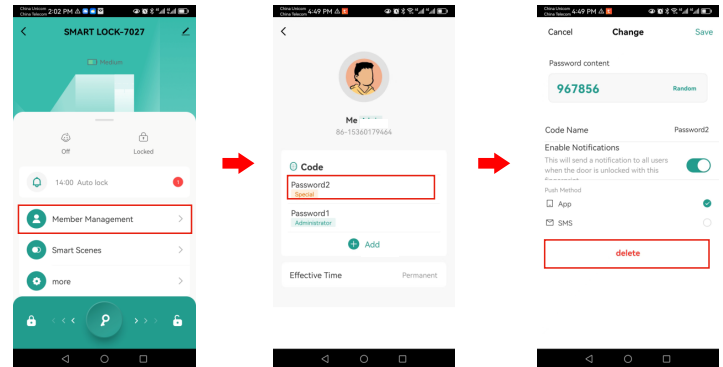 China Unicom
China Telecom 2:02 PM
SMART LOCK-7027
Medium
Off
Locked
14:00 Auto lock
1
Member Management
Smart Scenes
more
China Unicom
China Telecom 4:49 PM
Me
86-15360179464
Code
Password2
Special
Password1
Administrator
Add
Effective Time
Permanent
China Unicom
China Telecom 4:49 PM
Cancel
Change
Save
Password content
967856
Random
Code Name
Password2
Enable Notifications
This will send a notification to all users
when the door is unlocked with this
Push Method
App
SMS
delete